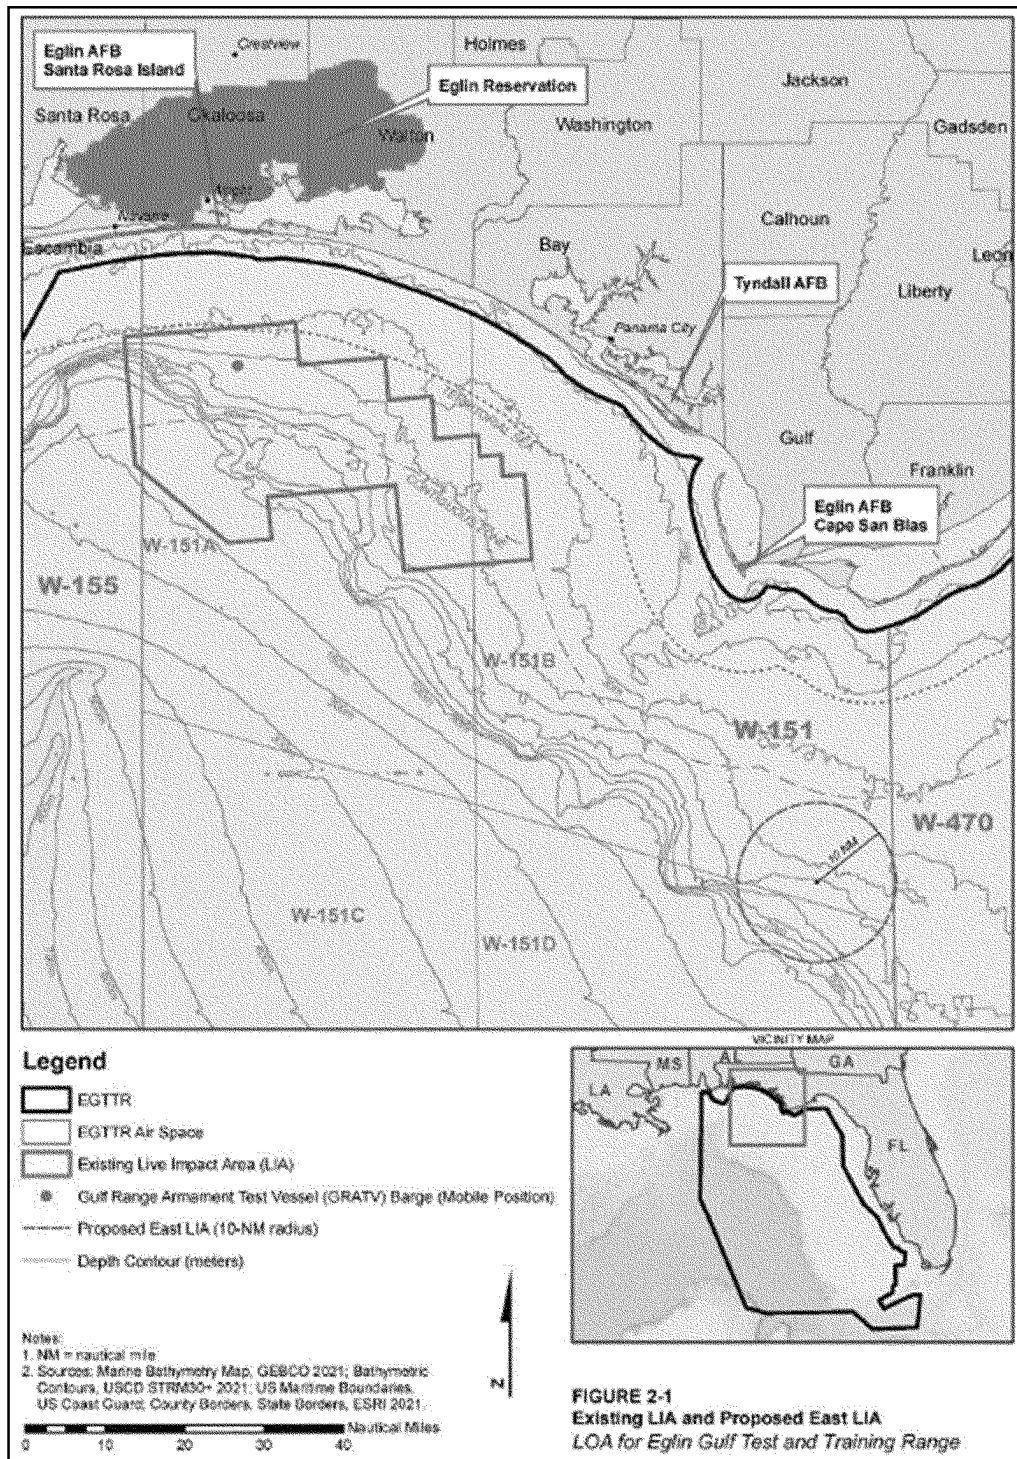 Eglin AFB
Santa Rosa Island
Crestview
Holmes
Eglin Reservation
Jackson
Santa Rosa
Okaloosa
Walton
Washington
Gadsden
Navarre
Escambia
Calhoun
Bay
Leon
Tyndall AFB
Liberty
Panama City
Territorial Sea
Gulf
Franklin
Contiguous Zone
Eglin AFB
Cape San Blas
W-151A
W-155
W-151B
W-151
W-470
10 NM
W-151C
W-151D
Legend
EGTTR
EGTTR Air Space
Existing Live Impact Area (LIA)
Gulf Range Armament Test Vessel (GRATV) Barge (Mobile Position)
Proposed East LIA (10-NM radius)
Depth Contour (meters)
VICINITY MAP
MS
AL
GA
LA
FL
Notes:
1. NM = nautical mile
2. Sources: Marine Bathymetry Map, GEBCO 2021; Bathymetric
Contours, USCD STRM30+ 2021; US Maritime Boundaries,
US Coast Guard; County Borders, State Borders, ESRI 2021.
N
Nautical Miles
0 10 20 30 40
FIGURE 2-1
Existing LIA and Proposed East LIA
LOA for Eglin Gulf Test and Training Range